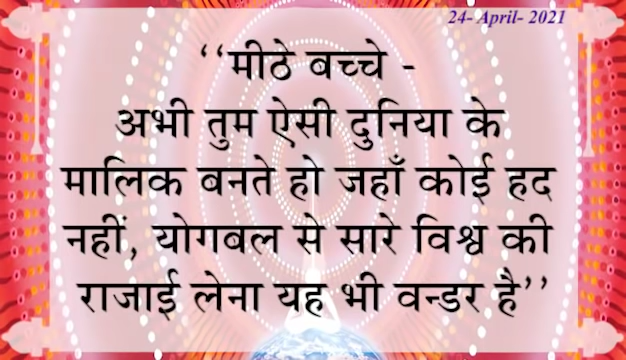 24- April- 2021
‘‘मीठे बच्चे -
अभी तुम ऐसी दुनिया के
मालिक बनते हो जहाँ कोई हद
नहीं, योगबल से सारे विश्व की
राजाई लेना यह भी वन्डर है’’